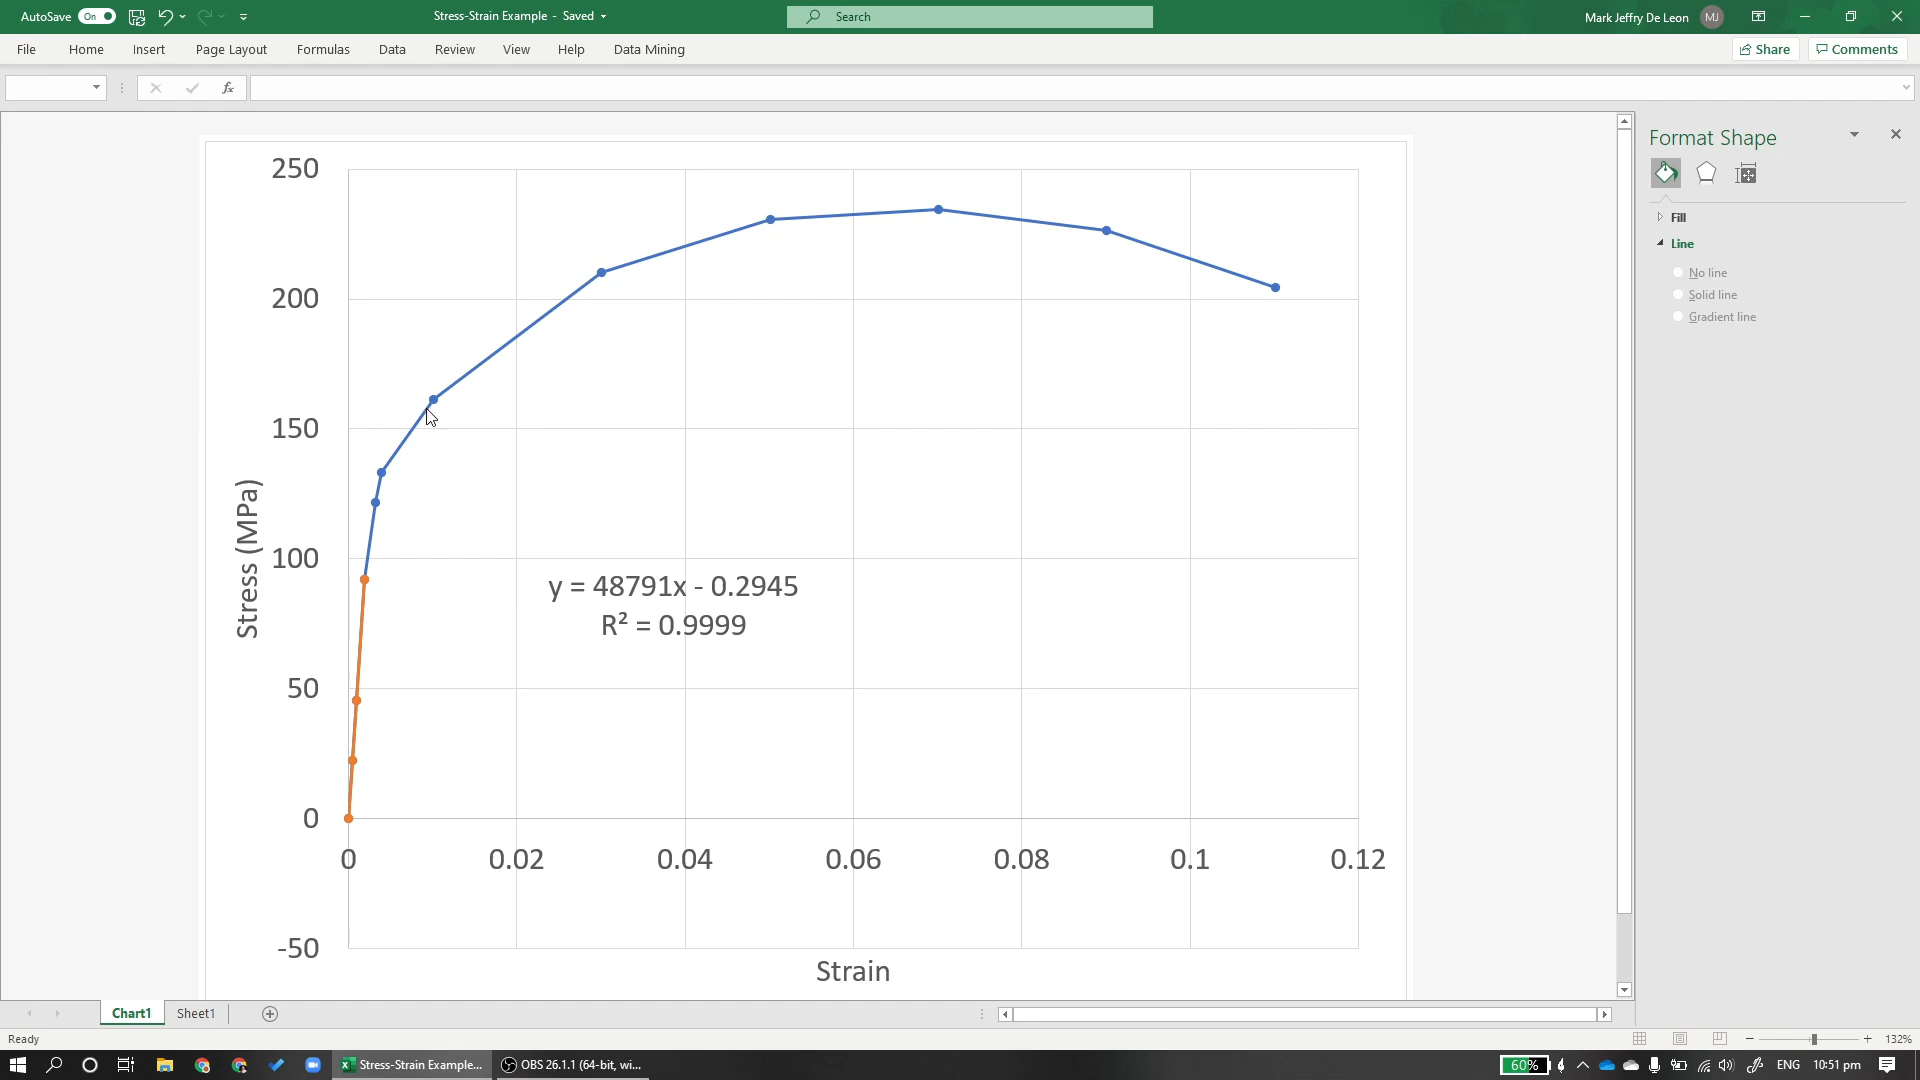 AutoSave On Stress-Strain Example - Saved Search Mark Jeffry De Leon MJ
File Home Insert Page Layout Formulas Data Review View Help Data Mining Share Comments
fx
Format Shape
Fill
Line
No line
Solid line
Gradient line
250
200
150
100
50
0
-50
Stress (MPa)
y = 48791x - 0.2945
R² = 0.9999
0 0.02 0.04 0.06 0.08 0.1 0.12
Strain
Chart1 Sheet1
Ready 132%
Stress-Strain Example... OBS 26.1.1 (64-bit, wi... 60% ENG 10:51 pm